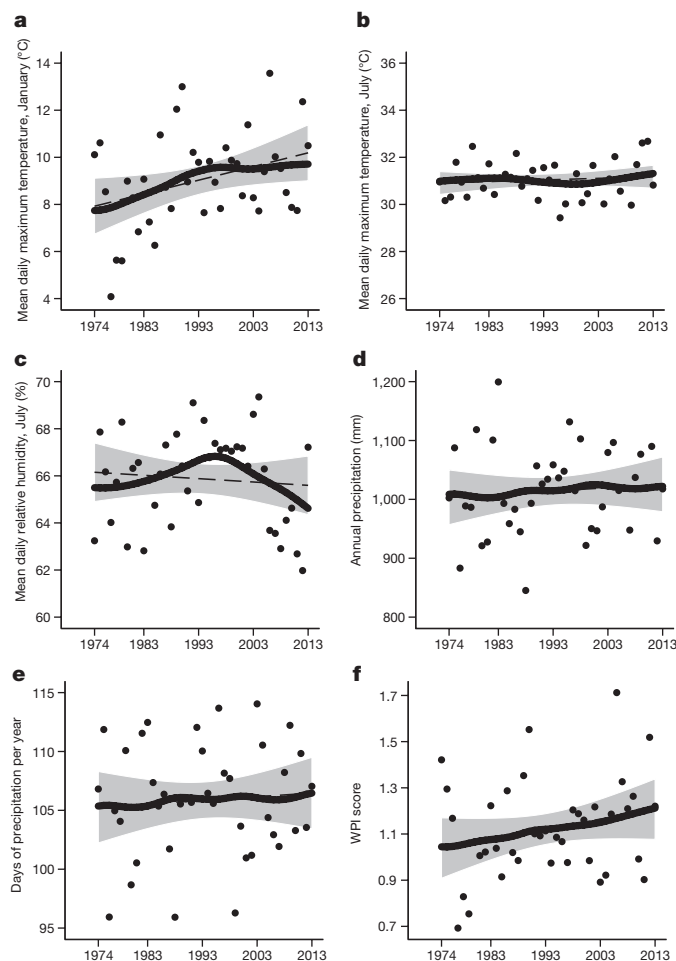 a
Mean daily maximum temperature, January (°C)
14
12
10
8
6
4
1974 1983 1993 2003 2013
b
Mean daily maximum temperature, July (°C)
36
34
32
30
28
26
1974 1983 1993 2003 2013
c
Mean daily relative humidity, July (%)
70
68
66
64
62
60
1974 1983 1993 2003 2013
d
Annual precipitation (mm)
1,200
1,100
1,000
900
800
1974 1983 1993 2003 2013
e
Days of precipitation per year
115
110
105
100
95
1974 1983 1993 2003 2013
f
WPI score
1.7
1.5
1.3
1.1
0.9
0.7
1974 1983 1993 2003 2013